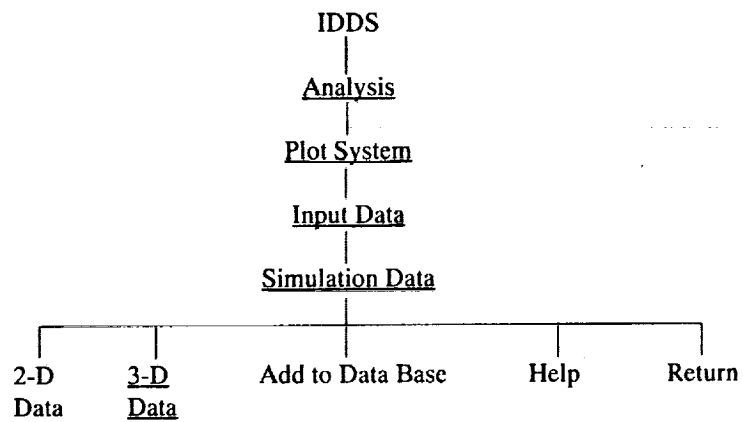 IDDS
Analysis
Plot System
Input Data
Simulation Data
2-D Data
3-D Data
Add to Data Base
Help
Return